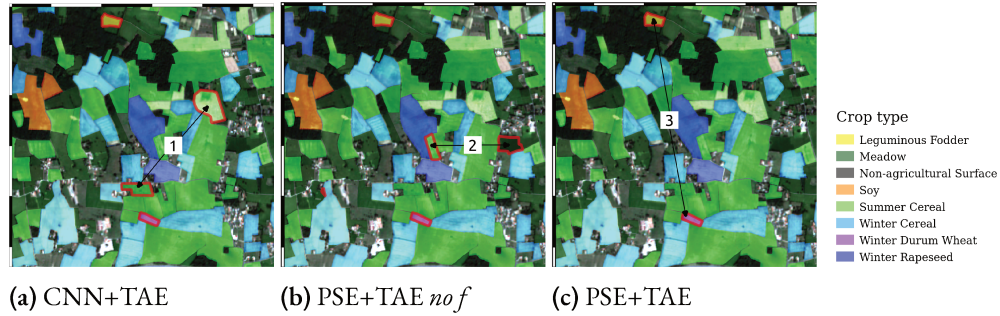 1
2
3
Crop type
Leguminous Fodder
Meadow
Non-agricultural Surface
Soy
Summer Cereal
Winter Cereal
Winter Durum Wheat
Winter Rapeseed
(a) CNN+TAE
(b) PSE+TAE no f
(c) PSE+TAE